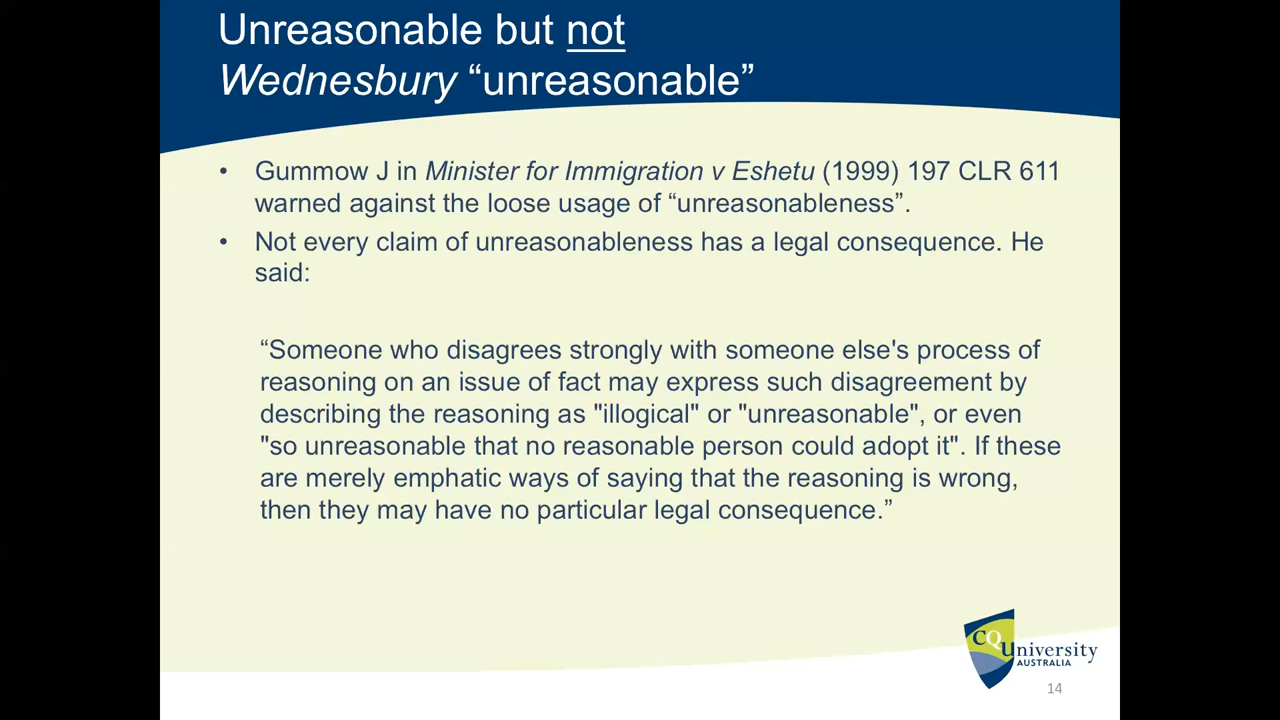 Unreasonable but not
Wednesbury “unreasonable”
• Gummow J in Minister for Immigration v Eshetu (1999) 197 CLR 611
warned against the loose usage of “unreasonableness”.
• Not every claim of unreasonableness has a legal consequence. He
said:
“Someone who disagrees strongly with someone else's process of
reasoning on an issue of fact may express such disagreement by
describing the reasoning as "illogical" or "unreasonable", or even
"so unreasonable that no reasonable person could adopt it". If these
are merely emphatic ways of saying that the reasoning is wrong,
then they may have no particular legal consequence.”
CQUniversity
AUSTRALIA
14